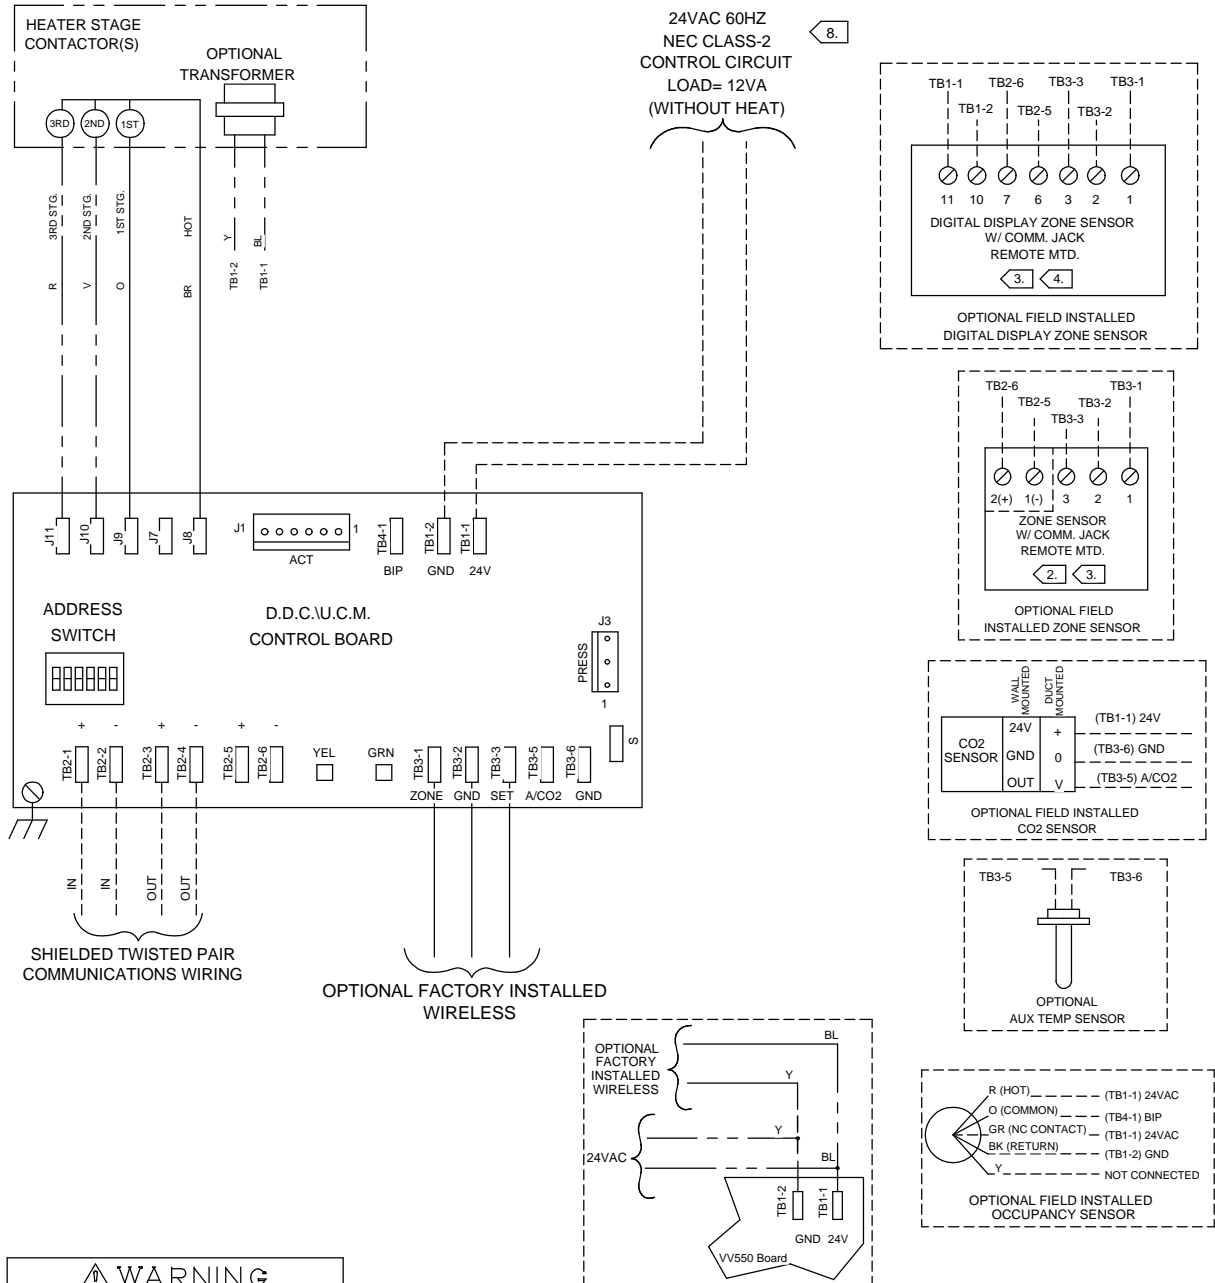 HEATER STAGE
CONTACTOR(S)
OPTIONAL
TRANSFORMER
3RD 2ND 1ST
3RD STG.
2ND STG.
1ST STG.
HOT
R
V
O
BR
Y
BL
TB1-2
TB1-1
24VAC 60HZ
NEC CLASS-2
CONTROL CIRCUIT
LOAD= 12VA
(WITHOUT HEAT)
8.
TB1-1 TB2-6 TB3-3 TB3-1
TB1-2 TB2-5 TB3-2
11 10 7 6 3 2 1
DIGITAL DISPLAY ZONE SENSOR
W/ COMM. JACK
REMOTE MTD.
3. 4.
OPTIONAL FIELD INSTALLED
DIGITAL DISPLAY ZONE SENSOR
TB2-6 TB3-1
TB2-5 TB3-2
TB3-3
2(+) 1(-) 3 2 1
ZONE SENSOR
W/ COMM. JACK
REMOTE MTD.
2. 3.
OPTIONAL FIELD
INSTALLED ZONE SENSOR
J11
J10
J9
J7
J8
J1
1
ACT
TB4-1
BIP
TB1-2
GND
TB1-1
24V
ADDRESS
SWITCH
D.D.C.\U.C.M.
CONTROL BOARD
J3
PRESS
1
S
+ - + - + -
TB2-1
TB2-2
TB2-3
TB2-4
TB2-5
TB2-6
YEL
GRN
TB3-1
TB3-2
TB3-3
TB3-5
TB3-6
ZONE GND SET A/CO2 GND
IN
IN
OUT
OUT
SHIELDED TWISTED PAIR
COMMUNICATIONS WIRING
OPTIONAL FACTORY INSTALLED
WIRELESS
WALL
MOUNTED
DUCT
MOUNTED
CO2
SENSOR
24V + (TB1-1) 24V
GND 0 (TB3-6) GND
OUT V (TB3-5) A/CO2
OPTIONAL FIELD INSTALLED
CO2 SENSOR
TB3-5 TB3-6
OPTIONAL
AUX TEMP SENSOR
OPTIONAL
FACTORY
INSTALLED
WIRELESS
BL
Y
24VAC
Y
BL
TB1-2
TB1-1
GND 24V
VV550 Board
R (HOT) (TB1-1) 24VAC
O (COMMON) (TB4-1) BIP
GR (NC CONTACT) (TB1-1) 24VAC
BK (RETURN) (TB1-2) GND
Y NOT CONNECTED
OPTIONAL FIELD INSTALLED
OCCUPANCY SENSOR
WARNING